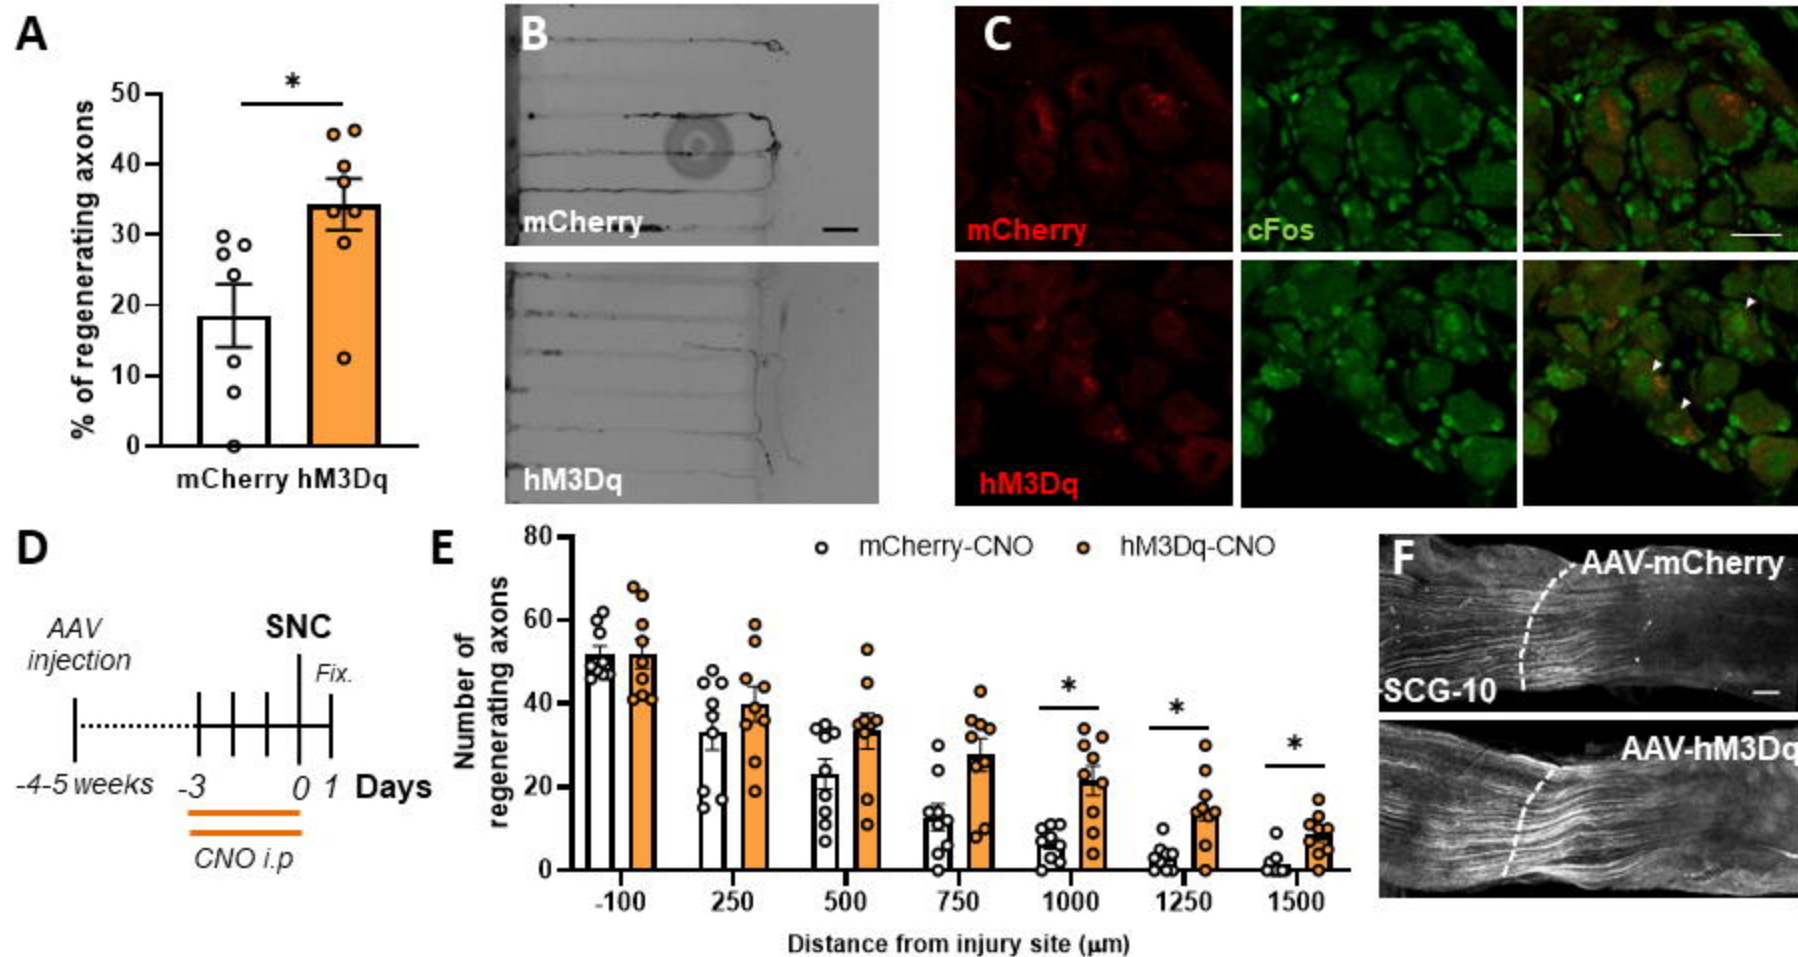 A
*
50
40
30
20
10
0
% of regenerating axons
mCherry hM3Dq
B
mCherry
hM3Dq
C
mCherry
cFos
hM3Dq
D
AAV
injection
SNC
Fix.
-4-5 weeks
-3
0
1
Days
CNO i.p
E
mCherry-CNO
hM3Dq-CNO
80
60
40
20
0
Number of
regenerating axons
*
*
*
-100
250
500
750
1000
1250
1500
Distance from injury site (μm)
F
AAV-mCherry
-SCG-10
AAV-hM3Dq